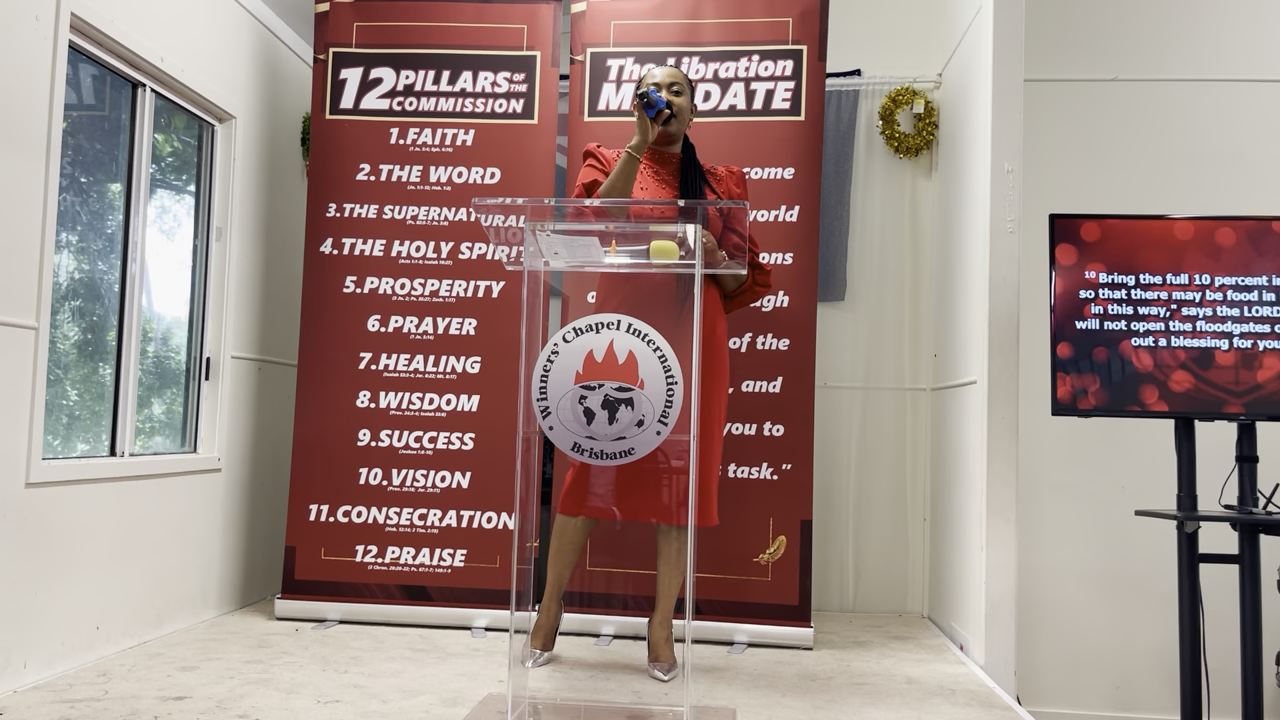 12 PILLARS OF THE
COMMISSION
1.FAITH
2.THE WORD
3.THE SUPERNATURAL
4.THE HOLY SPIRIT
5.PROSPERITY
6.PRAYER
7.HEALING
8.WISDOM
9.SUCCESS
10.VISION
11.CONSECRATION
12.PRAISE
The Libration
come
world
ons
of the
, and
you to
task.”
Winners' Chapel International
Brisbane
10 Bring the full 10 percent
so that there may be food in
in this way,” says the LORD
will not open the floodgates
out a blessing for you